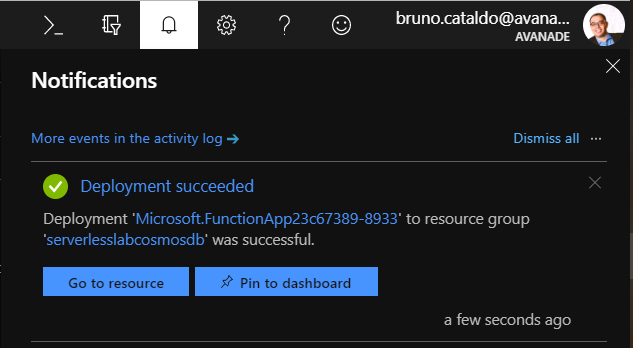 bruno.cataldo@avana...
AVANADE
Notifications
More events in the activity log →
Dismiss all ...
Deployment succeeded
Deployment 'Microsoft.FunctionApp23c67389-8933' to resource group
'serverlesslabcosmosdb' was successful.
Go to resource
Pin to dashboard
a few seconds ago